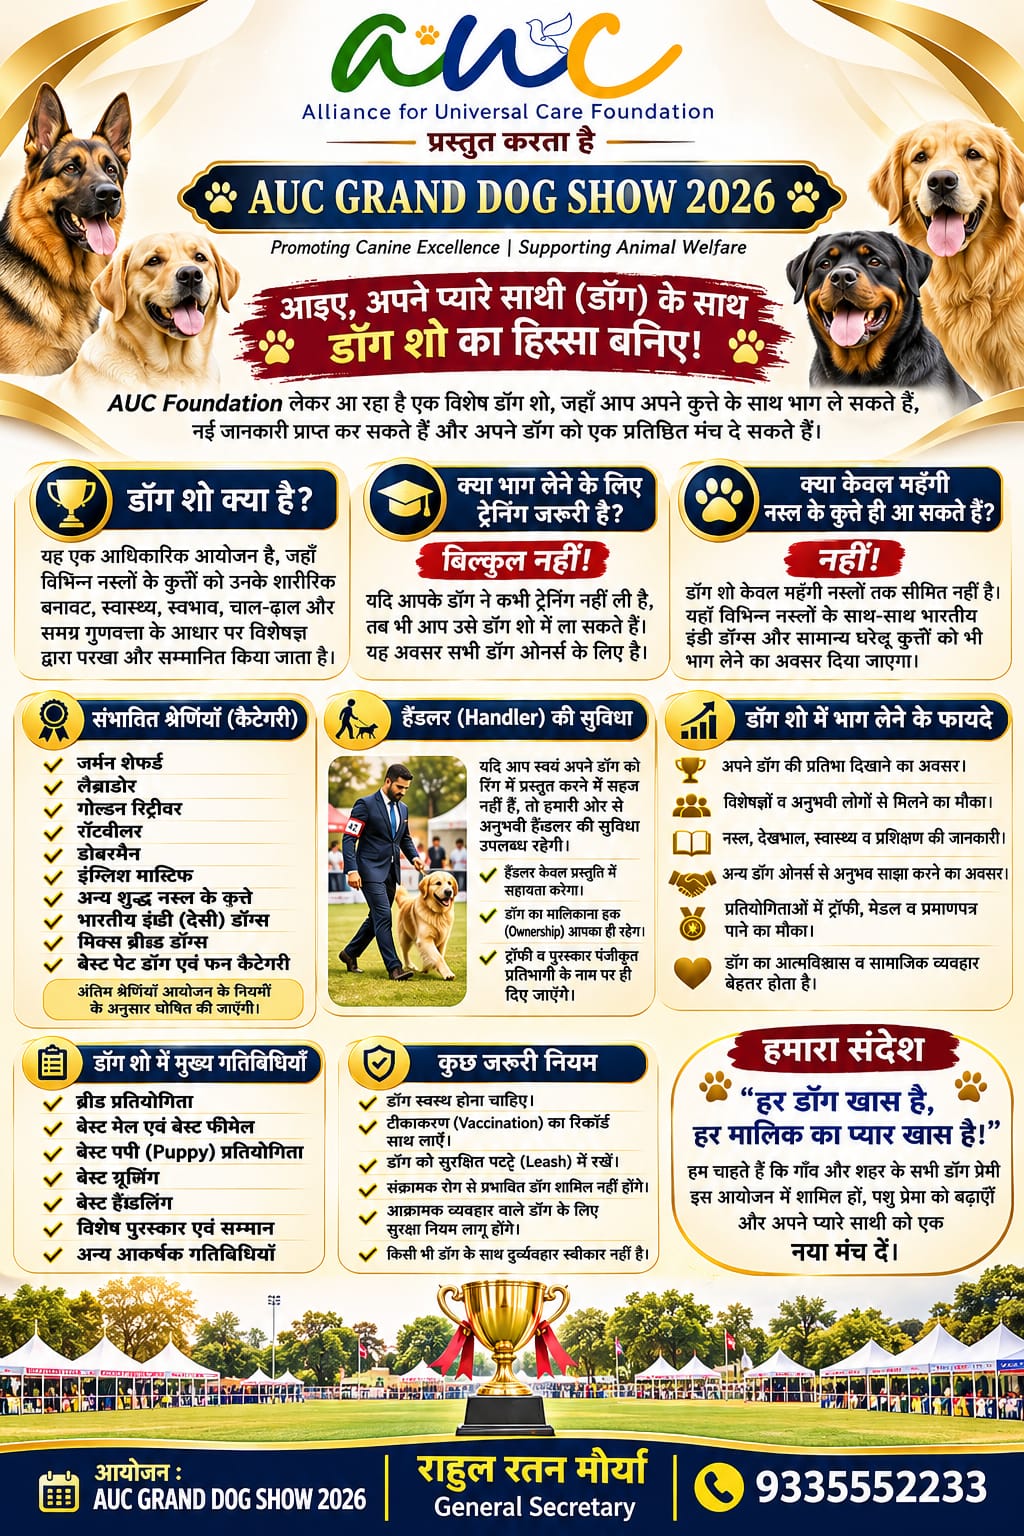 auc
Alliance for Universal Care Foundation
प्रस्तुत करता है
AUC GRAND DOG SHOW 2026
Promoting Canine Excellence | Supporting Animal Welfare
आइए, अपने प्यारे साथी (डॉग) के साथ
डॉग शो का हिस्सा बनिए!
AUC Foundation लेकर आ रहा है एक विशेष डॉग शो, जहाँ आप अपने कुत्ते के साथ भाग ले सकते हैं,
नई जानकारी प्राप्त कर सकते हैं और अपने डॉग को एक प्रतिष्ठित मंच दे सकते हैं।
डॉग शो क्या है?
यह एक आधिकारिक आयोजन है, जहाँ
विभिन्न नस्लों के कुत्तों को उनके शारीरिक
बनावट, स्वास्थ्य, स्वभाव, चाल-ढ़ाल और
समग्र गुणवत्ता के आधार पर विशेषज्ञ
द्वारा परखा और सम्मानित किया जाता है।
क्या भाग लेने के लिए
ट्रेनिंग जरूरी है?
बिल्कुल नहीं!
यदि आपके डॉग ने कभी ट्रेनिंग नहीं ली है,
तब भी आप उसे डॉग शो में ला सकते हैं।
यह अवसर सभी डॉग ओनर्स के लिए है।
क्या केवल महँगी
नस्ल के कुत्ते ही आ सकते हैं?
नहीं!
डॉग शो केवल महँगी नस्लों तक सीमित नहीं है।
यहाँ विभिन्न नस्लों के साथ-साथ भारतीय
इंडी डॉग्स और सामान्य घरेलू कुत्तों को भी
भाग लेने का अवसर दिया जाएगा।
संभावित श्रेणियाँ (कैटेगरी)
जर्मन शेफर्ड
लैब्राडोर
गोल्डन रिट्रीवर
रॉटवीलर
डोबरमैन
इंग्लिश मास्टिफ
अन्य शुद्ध नस्ल के कुत्ते
भारतीय इंडी (देसी) डॉग्स
मिक्स ब्रीड डॉग्स
बेस्ट पेट डॉग एवं फन कैटेगरी
अंतिम श्रेणियाँ आयोजन के नियमों
के अनुसार घोषित की जाएँगी।
हैंडलर (Handler) की सुविधा
यदि आप स्वयं अपने डॉग को
रिंग में प्रस्तुत करने में सहज
नहीं हैं, तो हमारी ओर से
अनुभवी हैंडलर की सुविधा
उपलब्ध रहेगी।
हैंडलर केवल प्रस्तुति में
सहायता करेगा।
डॉग का मालिकाना हक
(Ownership) आपका ही रहेगा।
ट्रॉफी व पुरस्कार पंजीकृत
प्रतिभागी के नाम पर ही
दिए जाएँगे।
डॉग शो में भाग लेने के फायदे
अपने डॉग की प्रतिभा दिखाने का अवसर।
विशेषज्ञों व अनुभवी लोगों से मिलने का मौका।
नस्ल, देखभाल, स्वास्थ्य व प्रशिक्षण की जानकारी।
अन्य डॉग ओनर्स से अनुभव साझा करने का अवसर।
प्रतियोगिताओं में ट्रॉफी, मेडल व प्रमाणपत्र
पाने का मौका।
डॉग का आत्मविश्वास व सामाजिक व्यवहार
बेहतर होता है।
डॉग शो में मुख्य गतिबिधियाँ
ब्रीड प्रतियोगिता
बेस्ट मेल एवं बेस्ट फीमेल
बेस्ट पपी (Puppy) प्रतियोगिता
बेस्ट ग्रूमिंग
बेस्ट हैंडलिंग
विशेष पुरस्कार एवं सम्मान
अन्य आकर्षक गतिबिधियाँ
कुछ जरूरी नियम
डॉग स्वस्थ होना चाहिए।
टीकाकरण (Vaccination) का रिकॉर्ड
साथ लाएँ।
डॉग को सुरक्षित पट्टे (Leash) में रखें।
संक्रामक रोग से प्रभावित डॉग शामिल नहीं होंगे।
आक्रामक व्यवहार वाले डॉग के लिए
सुरक्षा नियम लागू होंगे।
किसी भी डॉग के साथ दुर्व्यवहार स्वीकार नहीं है।
हमारा संदेश
“हर डॉग खास है,
हर मालिक का प्यार खास है!”
हम चाहते हैं कि गाँव और शहर के सभी डॉग प्रेमी
इस आयोजन में शामिल हों, पशु प्रेम को बढ़ाएँ
और अपने प्यारे साथी को एक
नया मंच दें।
आयोजन :
AUC GRAND DOG SHOW 2026
राहुल रतन मौर्या
General Secretary
9335552233